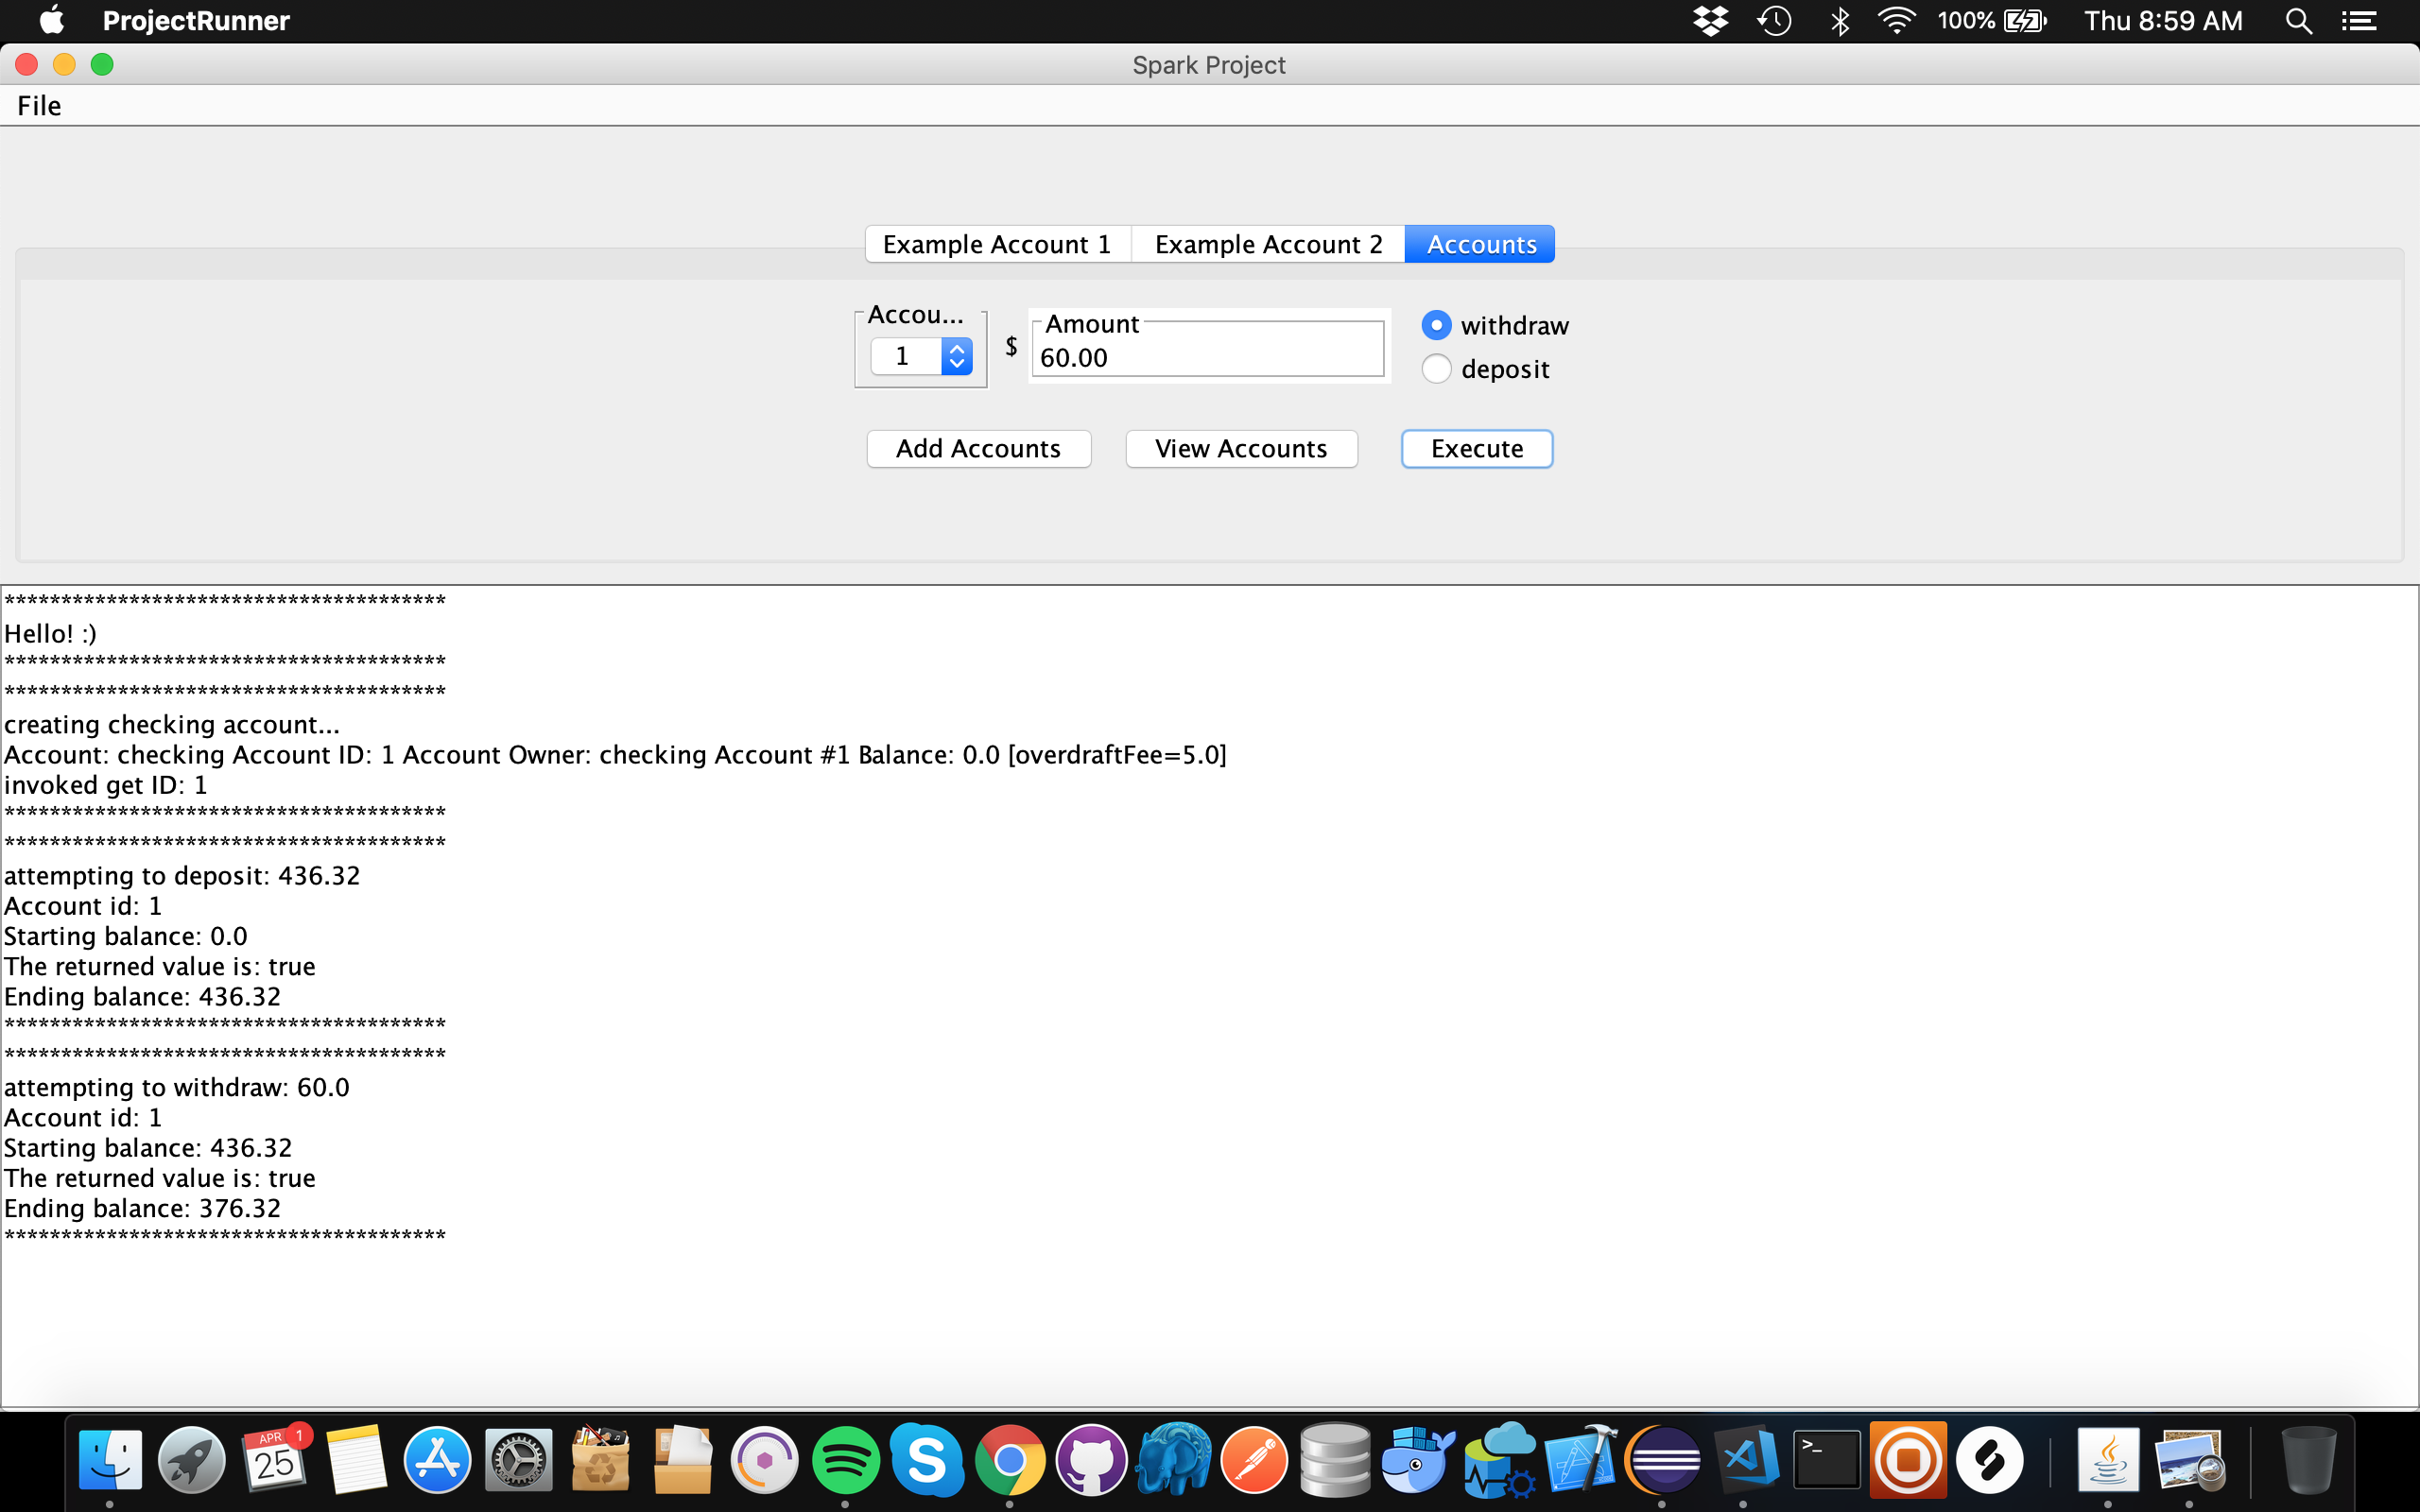 ProjectRunner 100% Thu 8:59 AM
Spark Project
File
Example Account 1 Example Account 2 Accounts
Accou... Amount withdraw
1 $ 60.00 deposit
Add Accounts View Accounts Execute
***************************************
Hello! :)
***************************************
***************************************
creating checking account...
Account: checking Account ID: 1 Account Owner: checking Account #1 Balance: 0.0 [overdraftFee=5.0]
invoked get ID: 1
***************************************
***************************************
attempting to deposit: 436.32
Account id: 1
Starting balance: 0.0
The returned value is: true
Ending balance: 436.32
***************************************
***************************************
attempting to withdraw: 60.0
Account id: 1
Starting balance: 436.32
The returned value is: true
Ending balance: 376.32
***************************************
APR 1
25
>_